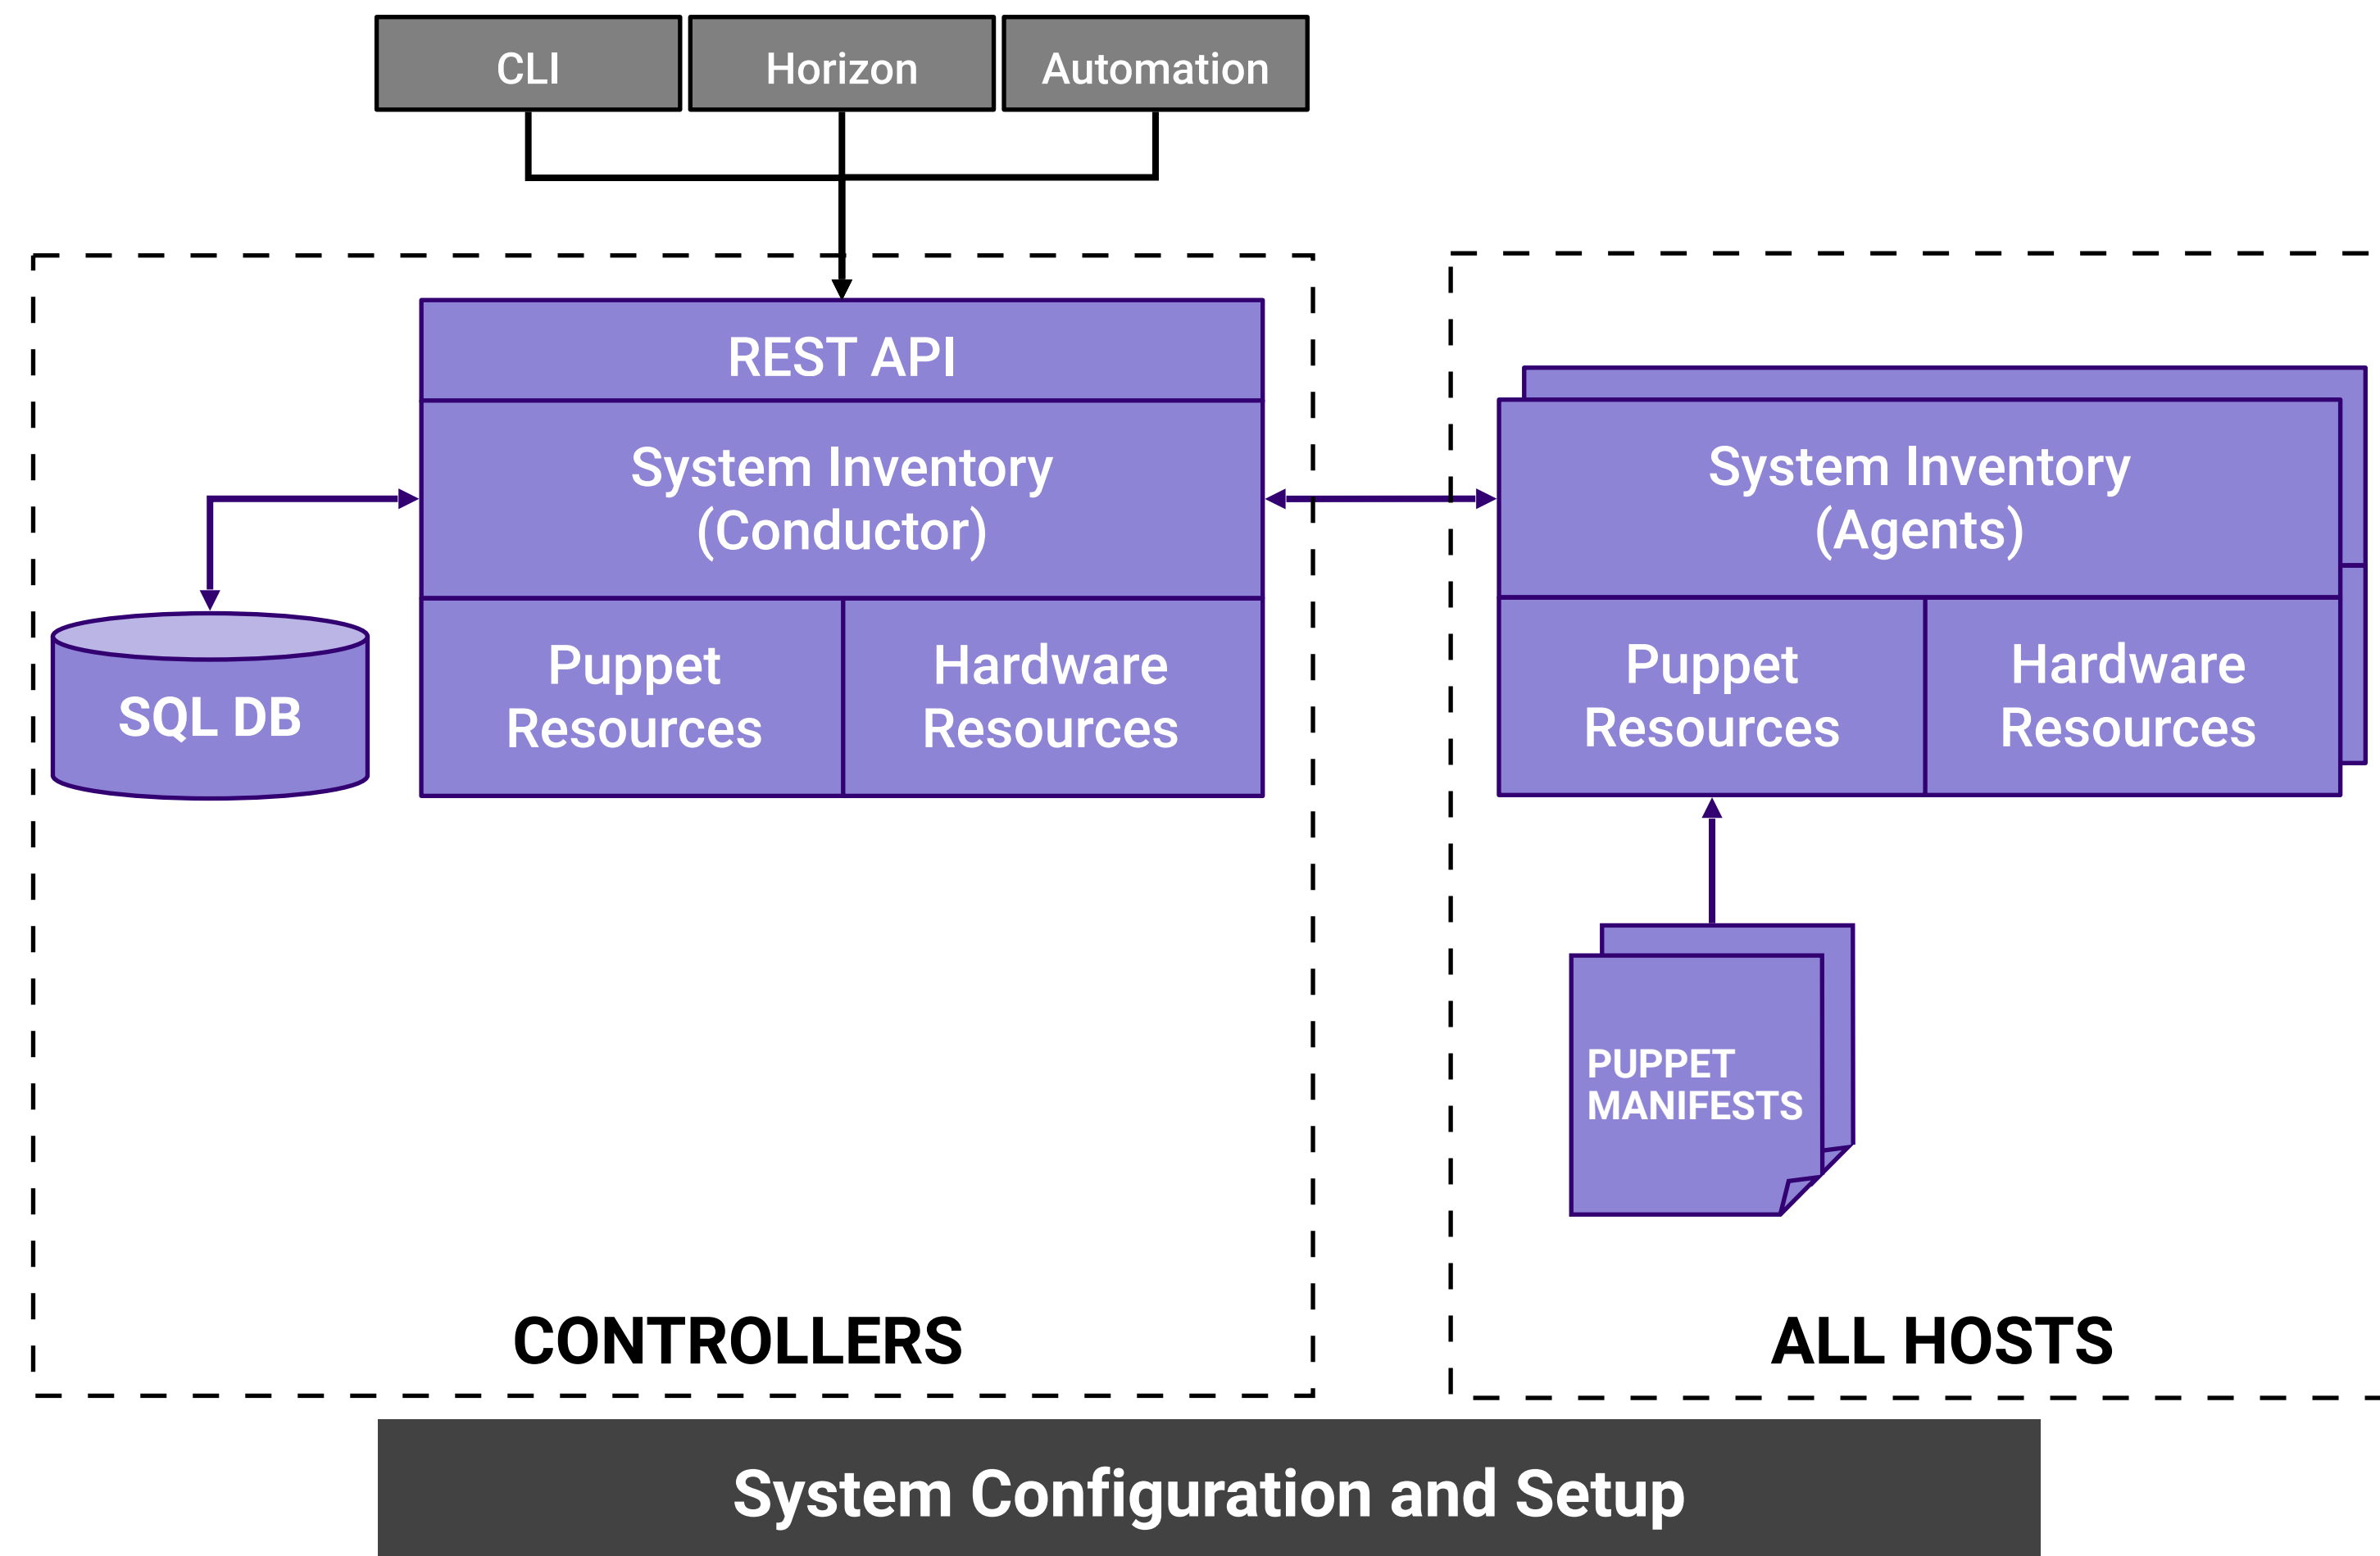 CLI
Horizon
Automation
REST API
System Inventory
(Conductor)
Puppet
Resources
Hardware
Resources
SQL DB
System Inventory
(Agents)
Puppet
Resources
Hardware
Resources
PUPPET
MANIFESTS
CONTROLLERS
ALL HOSTS
System Configuration and Setup